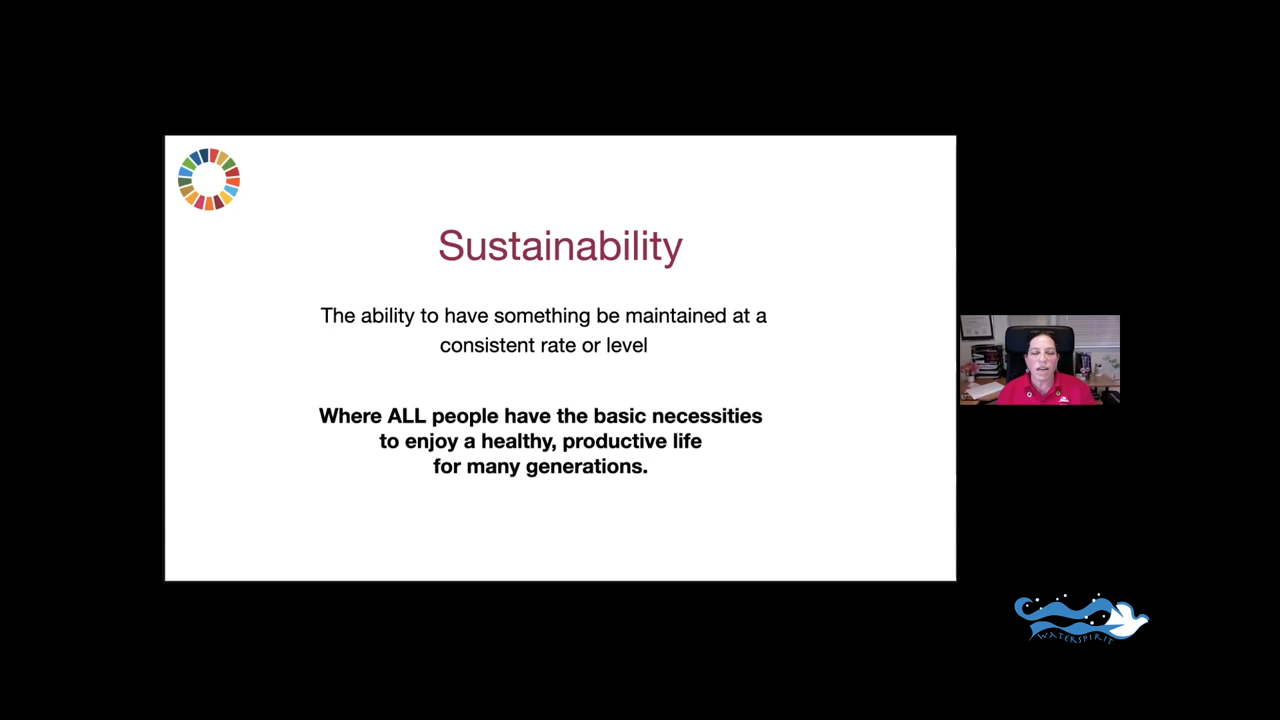 Sustainability
The ability to have something be maintained at a
consistent rate or level
Where ALL people have the basic necessities
to enjoy a healthy, productive life
for many generations.
WATERSPIRIT